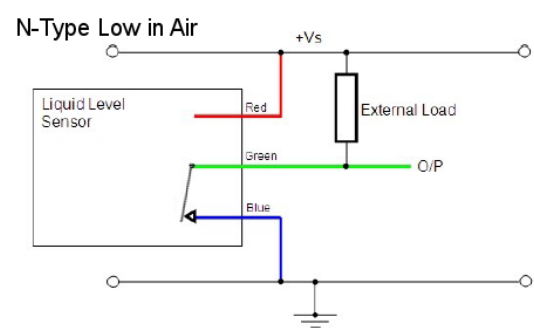 N-Type Low in Air
+Vs
Liquid Level
Sensor
Red
External Load
Green
O/P
Blue